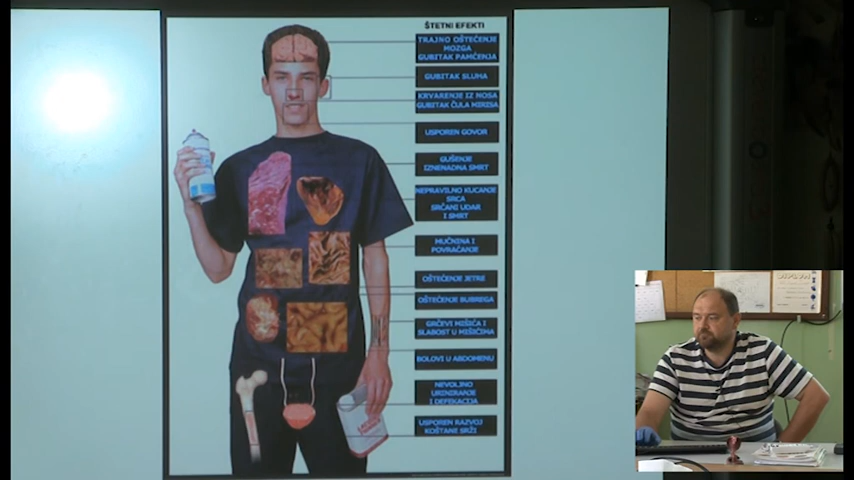 ŠTETNI EFEKTI
TRAJNO OŠTEĆENJE
MOZGA
GUBITAK PAMĆENJA
GUBITAK SLUHA
KRVARENJE IZ NOSA
GUBITAK ČULA MIRISA
USPOREN GOVOR
GUŠENJE
IZNENADNA SMRT
NEPRAVILNO KUCANJE
SRCA
SRČANI UDAR
I SMRT
MUČNINA I
POVRAĆANJE
OŠTEĆENJE JETRE
OŠTEĆENJE BUBREGA
GRČEVI MIŠIĆA I
SLABOST U MIŠIĆIMA
BOLOVI U ABDOMENU
NEVOLJNO
URINIRANJE
I DEFEKACIJA
USPOREN RAZVOJ
KOŠTANE SRŽI